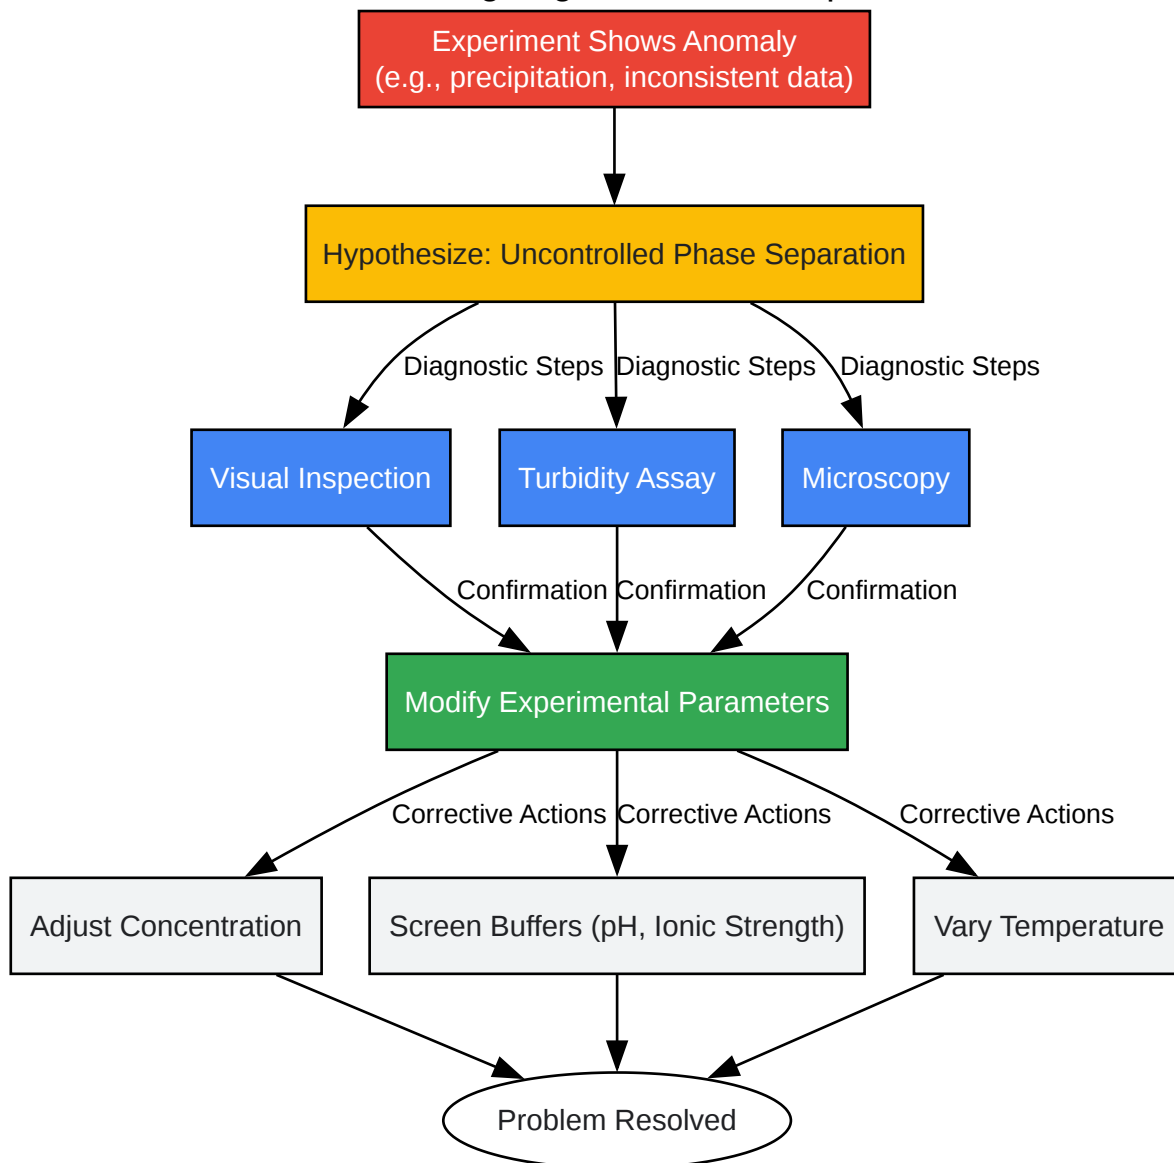 Experiment Shows Anomaly
(e.g., precipitation, inconsistent data)
Hypothesize: Uncontrolled Phase Separation
Diagnostic Steps
Diagnostic Steps
Diagnostic Steps
Visual Inspection
Turbidity Assay
Microscopy
Confirmation
Confirmation
Confirmation
Modify Experimental Parameters
Corrective Actions
Corrective Actions
Corrective Actions
Adjust Concentration
Screen Buffers (pH, Ionic Strength)
Vary Temperature
Problem Resolved